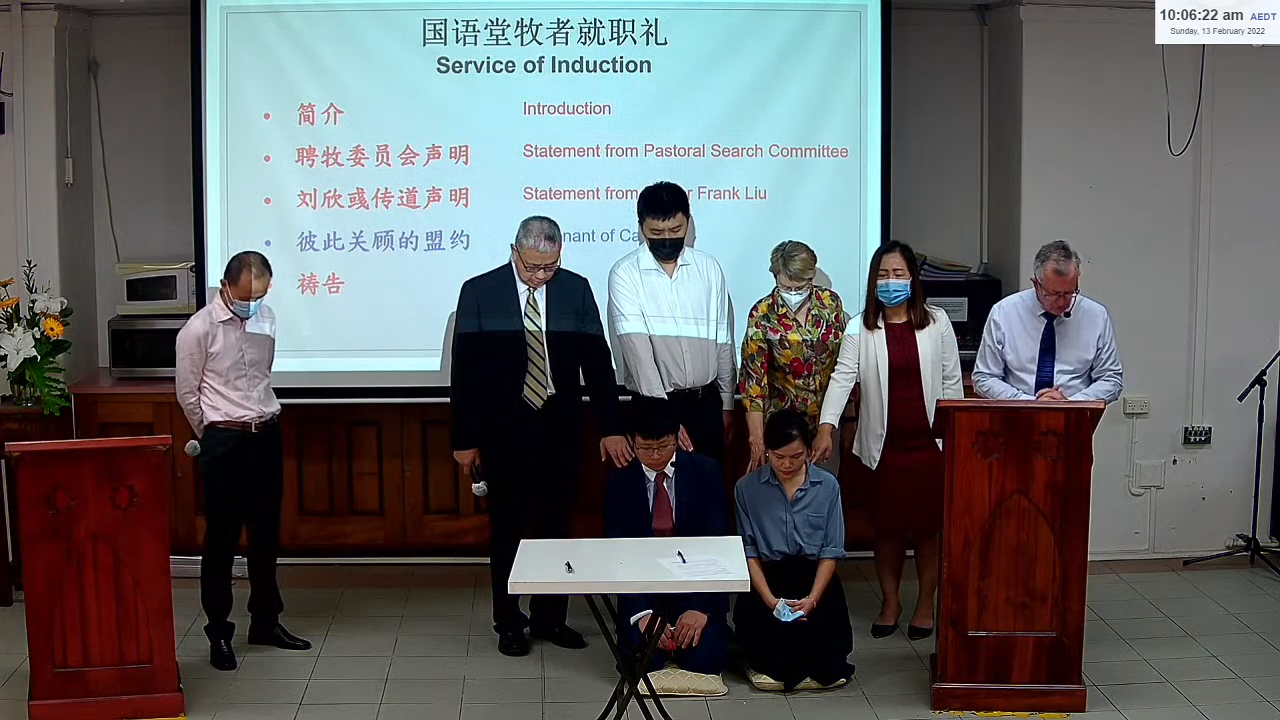 10:06:22 am AEDT
Sunday, 13 February 2022
国语堂牧者就职礼
Service of Induction
• 简介 Introduction
• 聘牧委员会声明 Statement from Pastoral Search Committee
• 刘欣彧传道声明 Statement from r Frank Liu
• 彼此关顾的盟约 nant of Ca
祷告